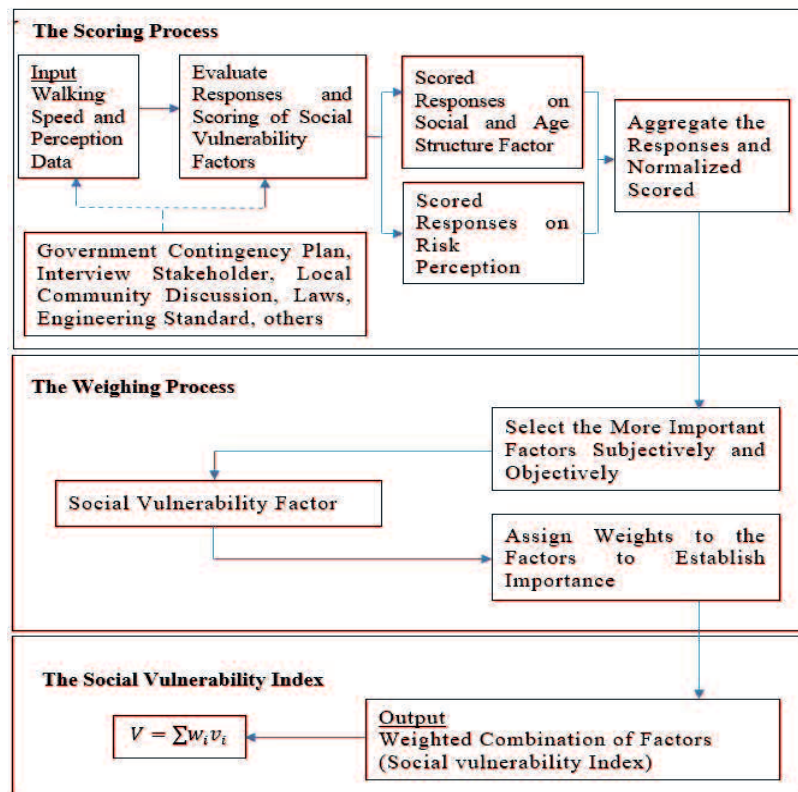 The Scoring Process
Input
Walking
Speed and
Perception
Data
Evaluate
Responses and
Scoring of Social
Vulnerability
Factors
Scored
Responses on
Social and Age
Structure Factor
Scored
Responses on
Risk
Perception
Aggregate the
Responses and
Normalized
Scored
Government Contingency Plan,
Interview Stakeholder, Local
Community Discussion, Laws,
Engineering Standard, others
The Weighing Process
Select the More Important
Factors Subjectively and
Objectively
Social Vulnerability Factor
Assign Weights to the
Factors to Establish
Importance
The Social Vulnerability Index
Output
Weighted Combination of Factors
(Social vulnerability Index)
V = ∑wᵢvᵢ